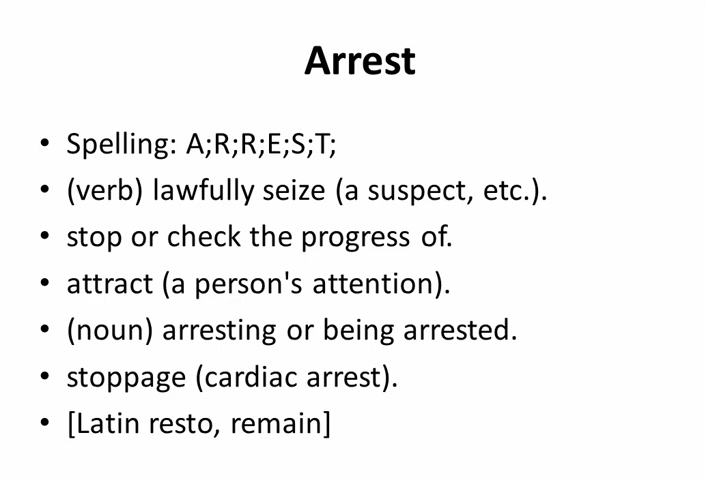 Arrest
• Spelling: A;R;R;E;S;T;
• (verb) lawfully seize (a suspect, etc.).
• stop or check the progress of.
• attract (a person's attention).
• (noun) arresting or being arrested.
• stoppage (cardiac arrest).
• [Latin resto, remain]